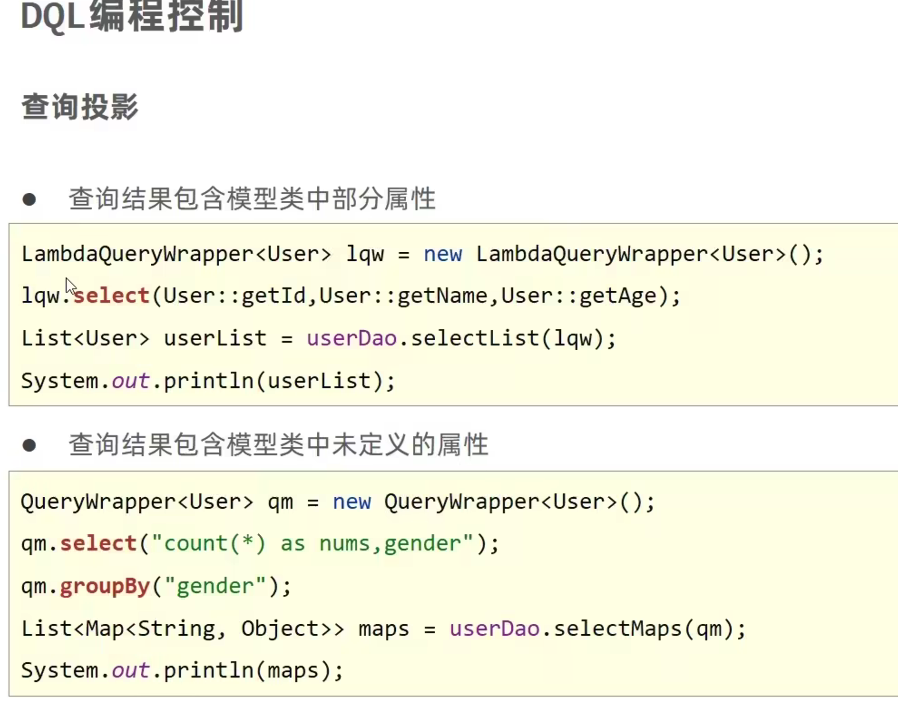 DQL编程控制
查询投影
● 查询结果包含模型类中部分属性
LambdaQueryWrapper<User> lqw = new LambdaQueryWrapper<User>();
lqw.select(User::getId,User::getName,User::getAge);
List<User> userList = userDao.selectList(lqw);
System.out.println(userList);
● 查询结果包含模型类中未定义的属性
QueryWrapper<User> qm = new QueryWrapper<User>();
qm.select("count(*) as nums,gender");
qm.groupBy("gender");
List<Map<String, Object>> maps = userDao.selectMaps(qm);
System.out.println(maps);